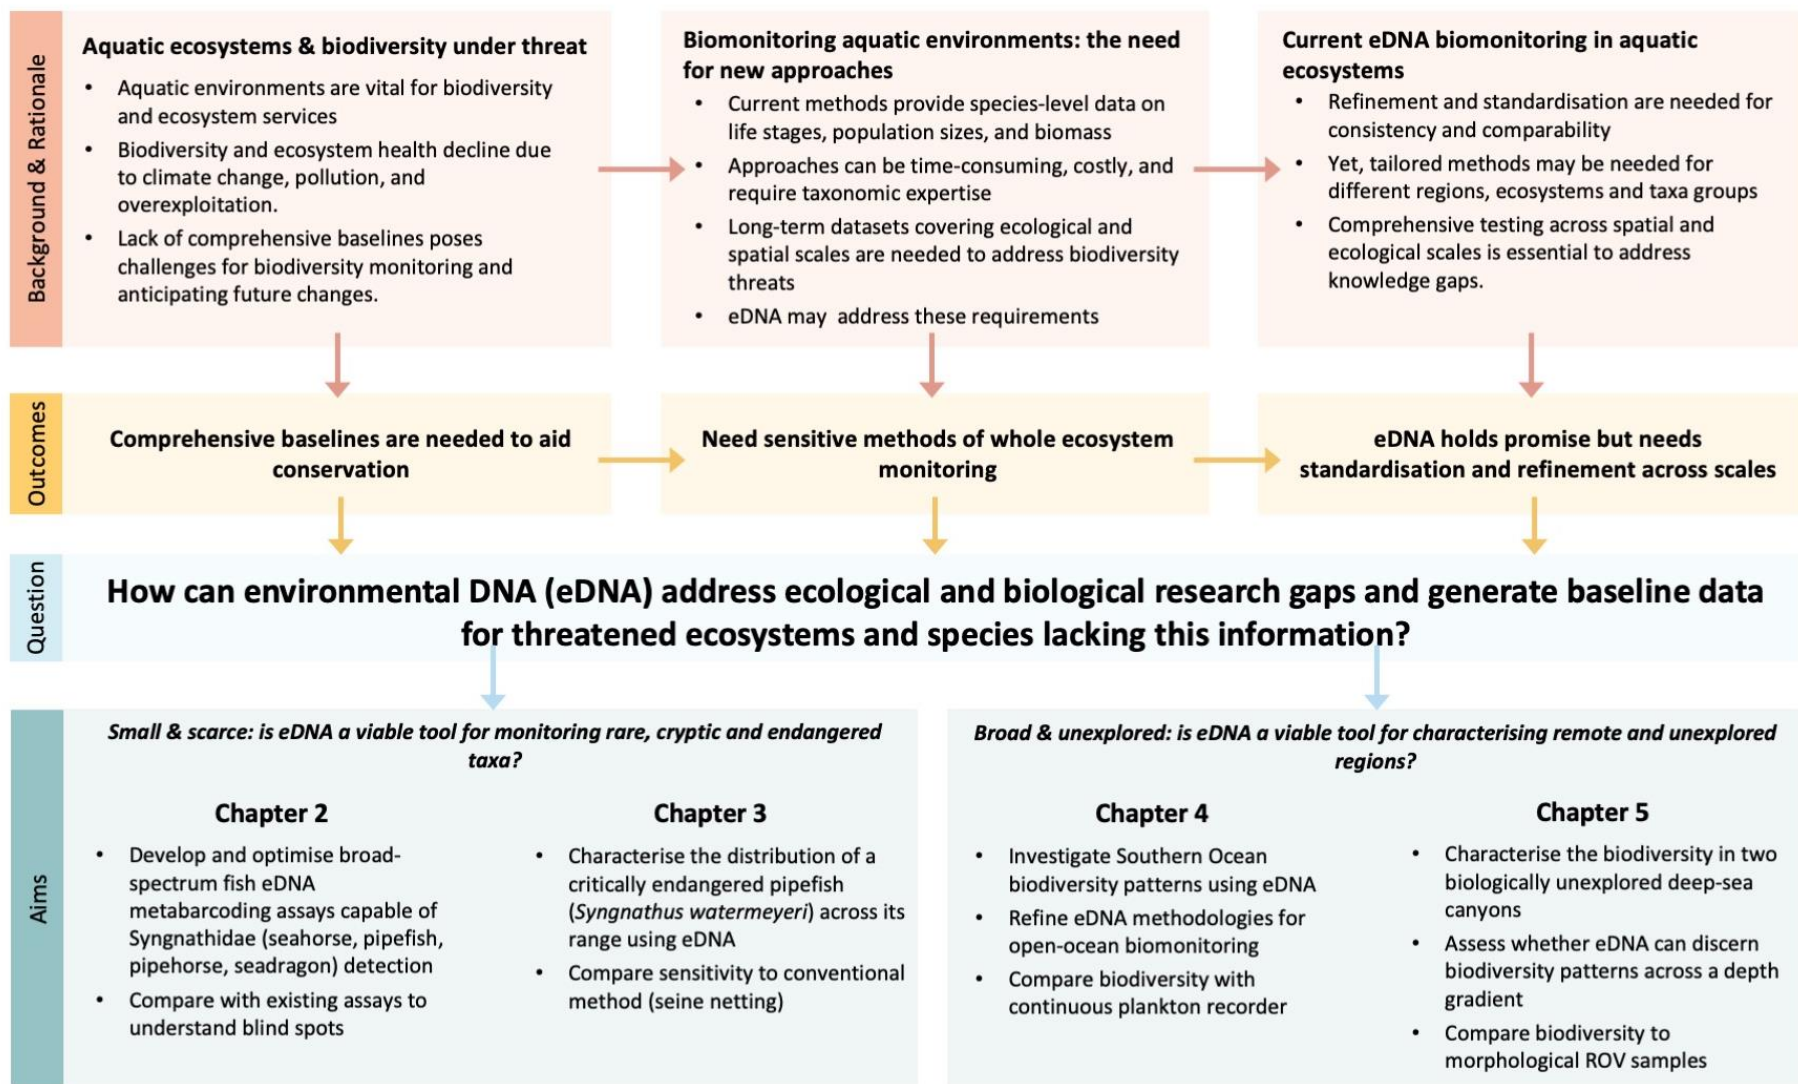 Background & Rationale
Aquatic ecosystems & biodiversity under threat
• Aquatic environments are vital for biodiversity
and ecosystem services
• Biodiversity and ecosystem health decline due
to climate change, pollution, and
overexploitation.
• Lack of comprehensive baselines poses
challenges for biodiversity monitoring and
anticipating future changes.
Biomonitoring aquatic environments: the need
for new approaches
• Current methods provide species-level data on
life stages, population sizes, and biomass
• Approaches can be time-consuming, costly, and
require taxonomic expertise
• Long-term datasets covering ecological and
spatial scales are needed to address biodiversity
threats
• eDNA may address these requirements
Current eDNA biomonitoring in aquatic
ecosystems
• Refinement and standardisation are needed for
consistency and comparability
• Yet, tailored methods may be needed for
different regions, ecosystems and taxa groups
• Comprehensive testing across spatial and
ecological scales is essential to address
knowledge gaps.
Outcomes
Comprehensive baselines are needed to aid
conservation
Need sensitive methods of whole ecosystem
monitoring
eDNA holds promise but needs
standardisation and refinement across scales
Question
How can environmental DNA (eDNA) address ecological and biological research gaps and generate baseline data
for threatened ecosystems and species lacking this information?
Aims
Small & scarce: is eDNA a viable tool for monitoring rare, cryptic and endangered
taxa?
Chapter 2
• Develop and optimise broad-
spectrum fish eDNA
metabarcoding assays capable of
Syngnathidae (seahorse, pipefish,
pipehorse, seadragon) detection
• Compare with existing assays to
understand blind spots
Chapter 3
• Characterise the distribution of a
critically endangered pipefish
(Syngnathus watermeyeri) across its
range using eDNA
• Compare sensitivity to conventional
method (seine netting)
Broad & unexplored: is eDNA a viable tool for characterising remote and unexplored
regions?
Chapter 4
• Investigate Southern Ocean
biodiversity patterns using eDNA
• Refine eDNA methodologies for
open-ocean biomonitoring
• Compare biodiversity with
continuous plankton recorder
Chapter 5
• Characterise the biodiversity in two
biologically unexplored deep-sea
canyons
• Assess whether eDNA can discern
biodiversity patterns across a depth
gradient
• Compare biodiversity to
morphological ROV samples